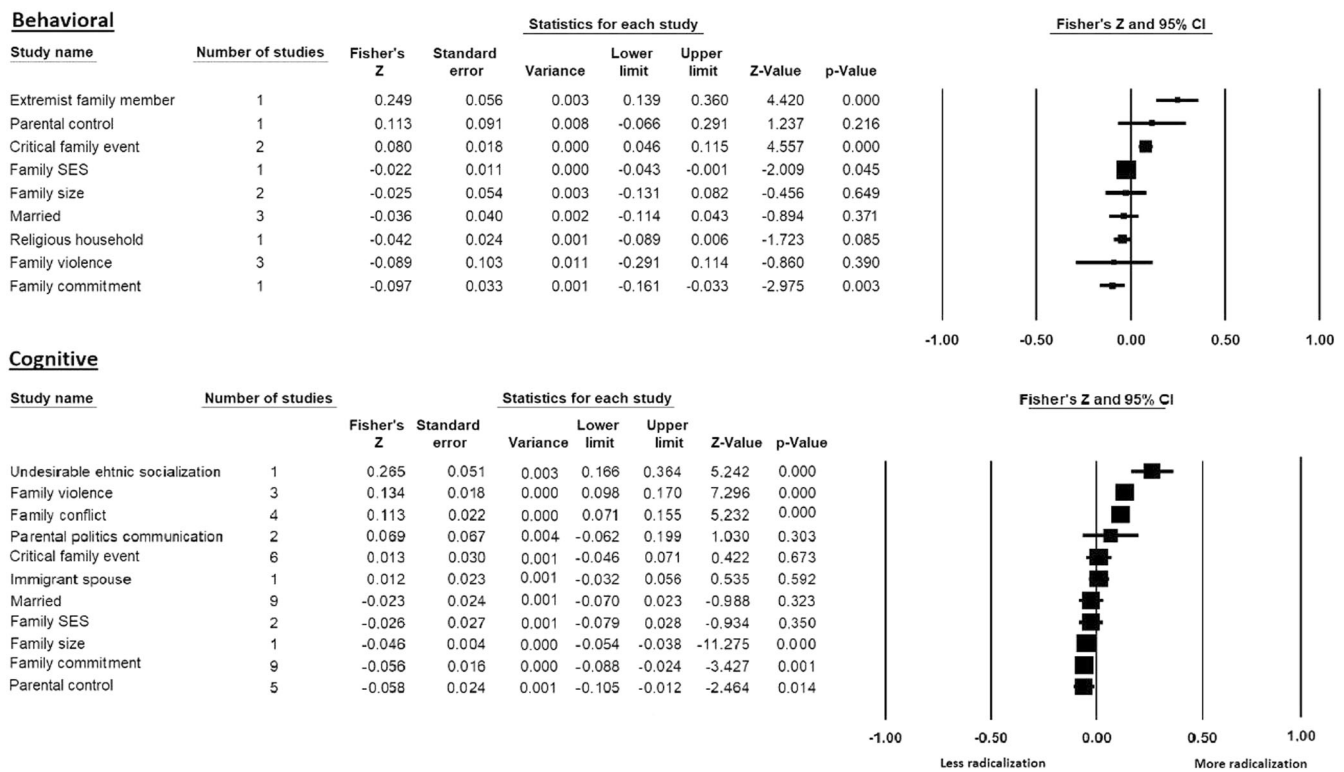 Behavioral
Statistics for each study
Fisher's Z and 95% CI
Study name Number of studies Fisher's Z Standard error Variance Lower limit Upper limit Z-Value p-Value
Extremist family member 1 0.249 0.056 0.003 0.139 0.360 4.420 0.000
Parental control 1 0.113 0.091 0.008 -0.066 0.291 1.237 0.216
Critical family event 2 0.080 0.018 0.000 0.046 0.115 4.557 0.000
Family SES 1 -0.022 0.011 0.000 -0.043 -0.001 -2.009 0.045
Family size 2 -0.025 0.054 0.003 -0.131 0.082 -0.456 0.649
Married 3 -0.036 0.040 0.002 -0.114 0.043 -0.894 0.371
Religious household 1 -0.042 0.024 0.001 -0.089 0.006 -1.723 0.085
Family violence 3 -0.089 0.103 0.011 -0.291 0.114 -0.860 0.390
Family commitment 1 -0.097 0.033 0.001 -0.161 -0.033 -2.975 0.003
-1.00 -0.50 0.00 0.50 1.00
Cognitive
Study name Number of studies Statistics for each study Fisher's Z and 95% CI
Fisher's Z Standard error Variance Lower limit Upper limit Z-Value p-Value
Undesirable ehtnic socialization 1 0.265 0.051 0.003 0.166 0.364 5.242 0.000
Family violence 3 0.134 0.018 0.000 0.098 0.170 7.296 0.000
Family conflict 4 0.113 0.022 0.000 0.071 0.155 5.232 0.000
Parental politics communication 2 0.069 0.067 0.004 -0.062 0.199 1.030 0.303
Critical family event 6 0.013 0.030 0.001 -0.046 0.071 0.422 0.673
Immigrant spouse 1 0.012 0.023 0.001 -0.032 0.056 0.535 0.592
Married 9 -0.023 0.024 0.001 -0.070 0.023 -0.988 0.323
Family SES 2 -0.026 0.027 0.001 -0.079 0.028 -0.934 0.350
Family size 1 -0.046 0.004 0.000 -0.054 -0.038 -11.275 0.000
Family commitment 9 -0.056 0.016 0.000 -0.088 -0.024 -3.427 0.001
Parental control 5 -0.058 0.024 0.001 -0.105 -0.012 -2.464 0.014
-1.00 -0.50 0.00 0.50 1.00
Less radicalization More radicalization